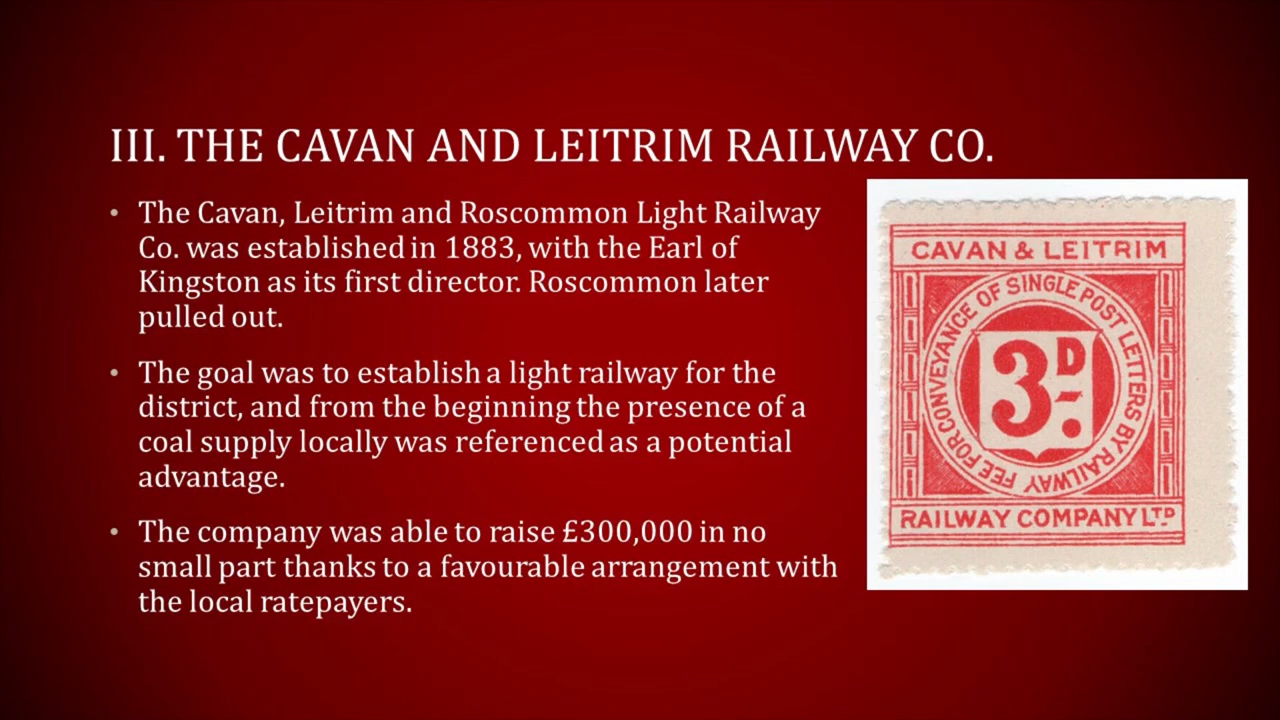 III. THE CAVAN AND LEITRIM RAILWAY CO.
• The Cavan, Leitrim and Roscommon Light Railway
Co. was established in 1883, with the Earl of
Kingston as its first director. Roscommon later
pulled out.
• The goal was to establish a light railway for the
district, and from the beginning the presence of a
coal supply locally was referenced as a potential
advantage.
• The company was able to raise £300,000 in no
small part thanks to a favourable arrangement with
the local ratepayers.
CAVAN & LEITRIM
FEE FOR CONVEYANCE OF SINGLE POST LETTERS BY RAILWAY
3D-.
RAILWAY COMPANY LTD